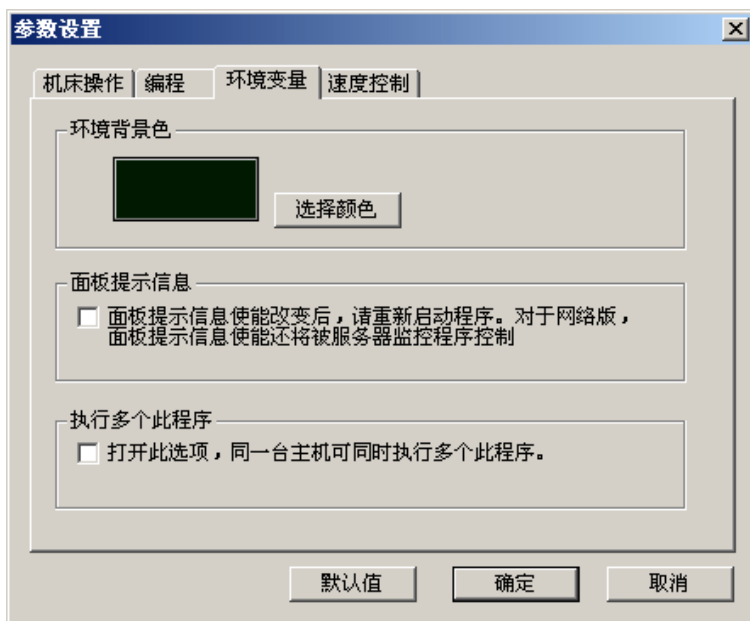 参数设置
机床操作 编程 环境变量 速度控制
环境背景色
选择颜色
面板提示信息
面板提示信息使能改变后，请重新启动程序。对于网络版，
面板提示信息使能还将被服务器监控程序控制
执行多个此程序
打开此选项，同一台主机可同时执行多个此程序。
默认值 确定 取消